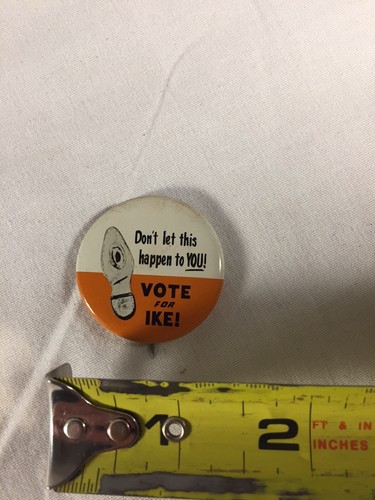 Don't let this
happen to YOU!
VOTE
FOR
IKE!
1 2 FT & IN
INCHES